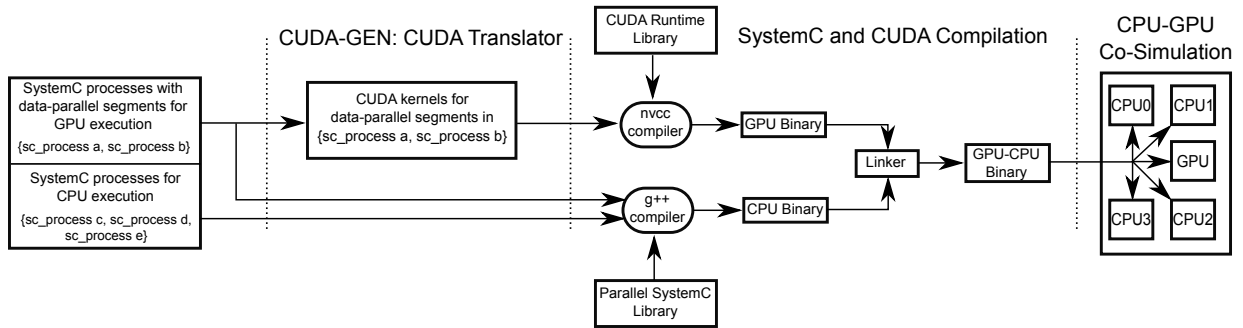 CUDA-GEN: CUDA Translator
CUDA Runtime
Library
SystemC and CUDA Compilation
CPU-GPU
Co-Simulation
SystemC processes with
data-parallel segments for
GPU execution
{sc_process a, sc_process b}
SystemC processes for
CPU execution
{sc_process c, sc_process d,
sc_process e}
CUDA kernels for
data-parallel segments in
{sc_process a, sc_process b}
nvcc
compiler
g++
compiler
Parallel SystemC
Library
GPU Binary
CPU Binary
Linker
GPU-CPU
Binary
CPU0
CPU1
GPU
CPU3
CPU2